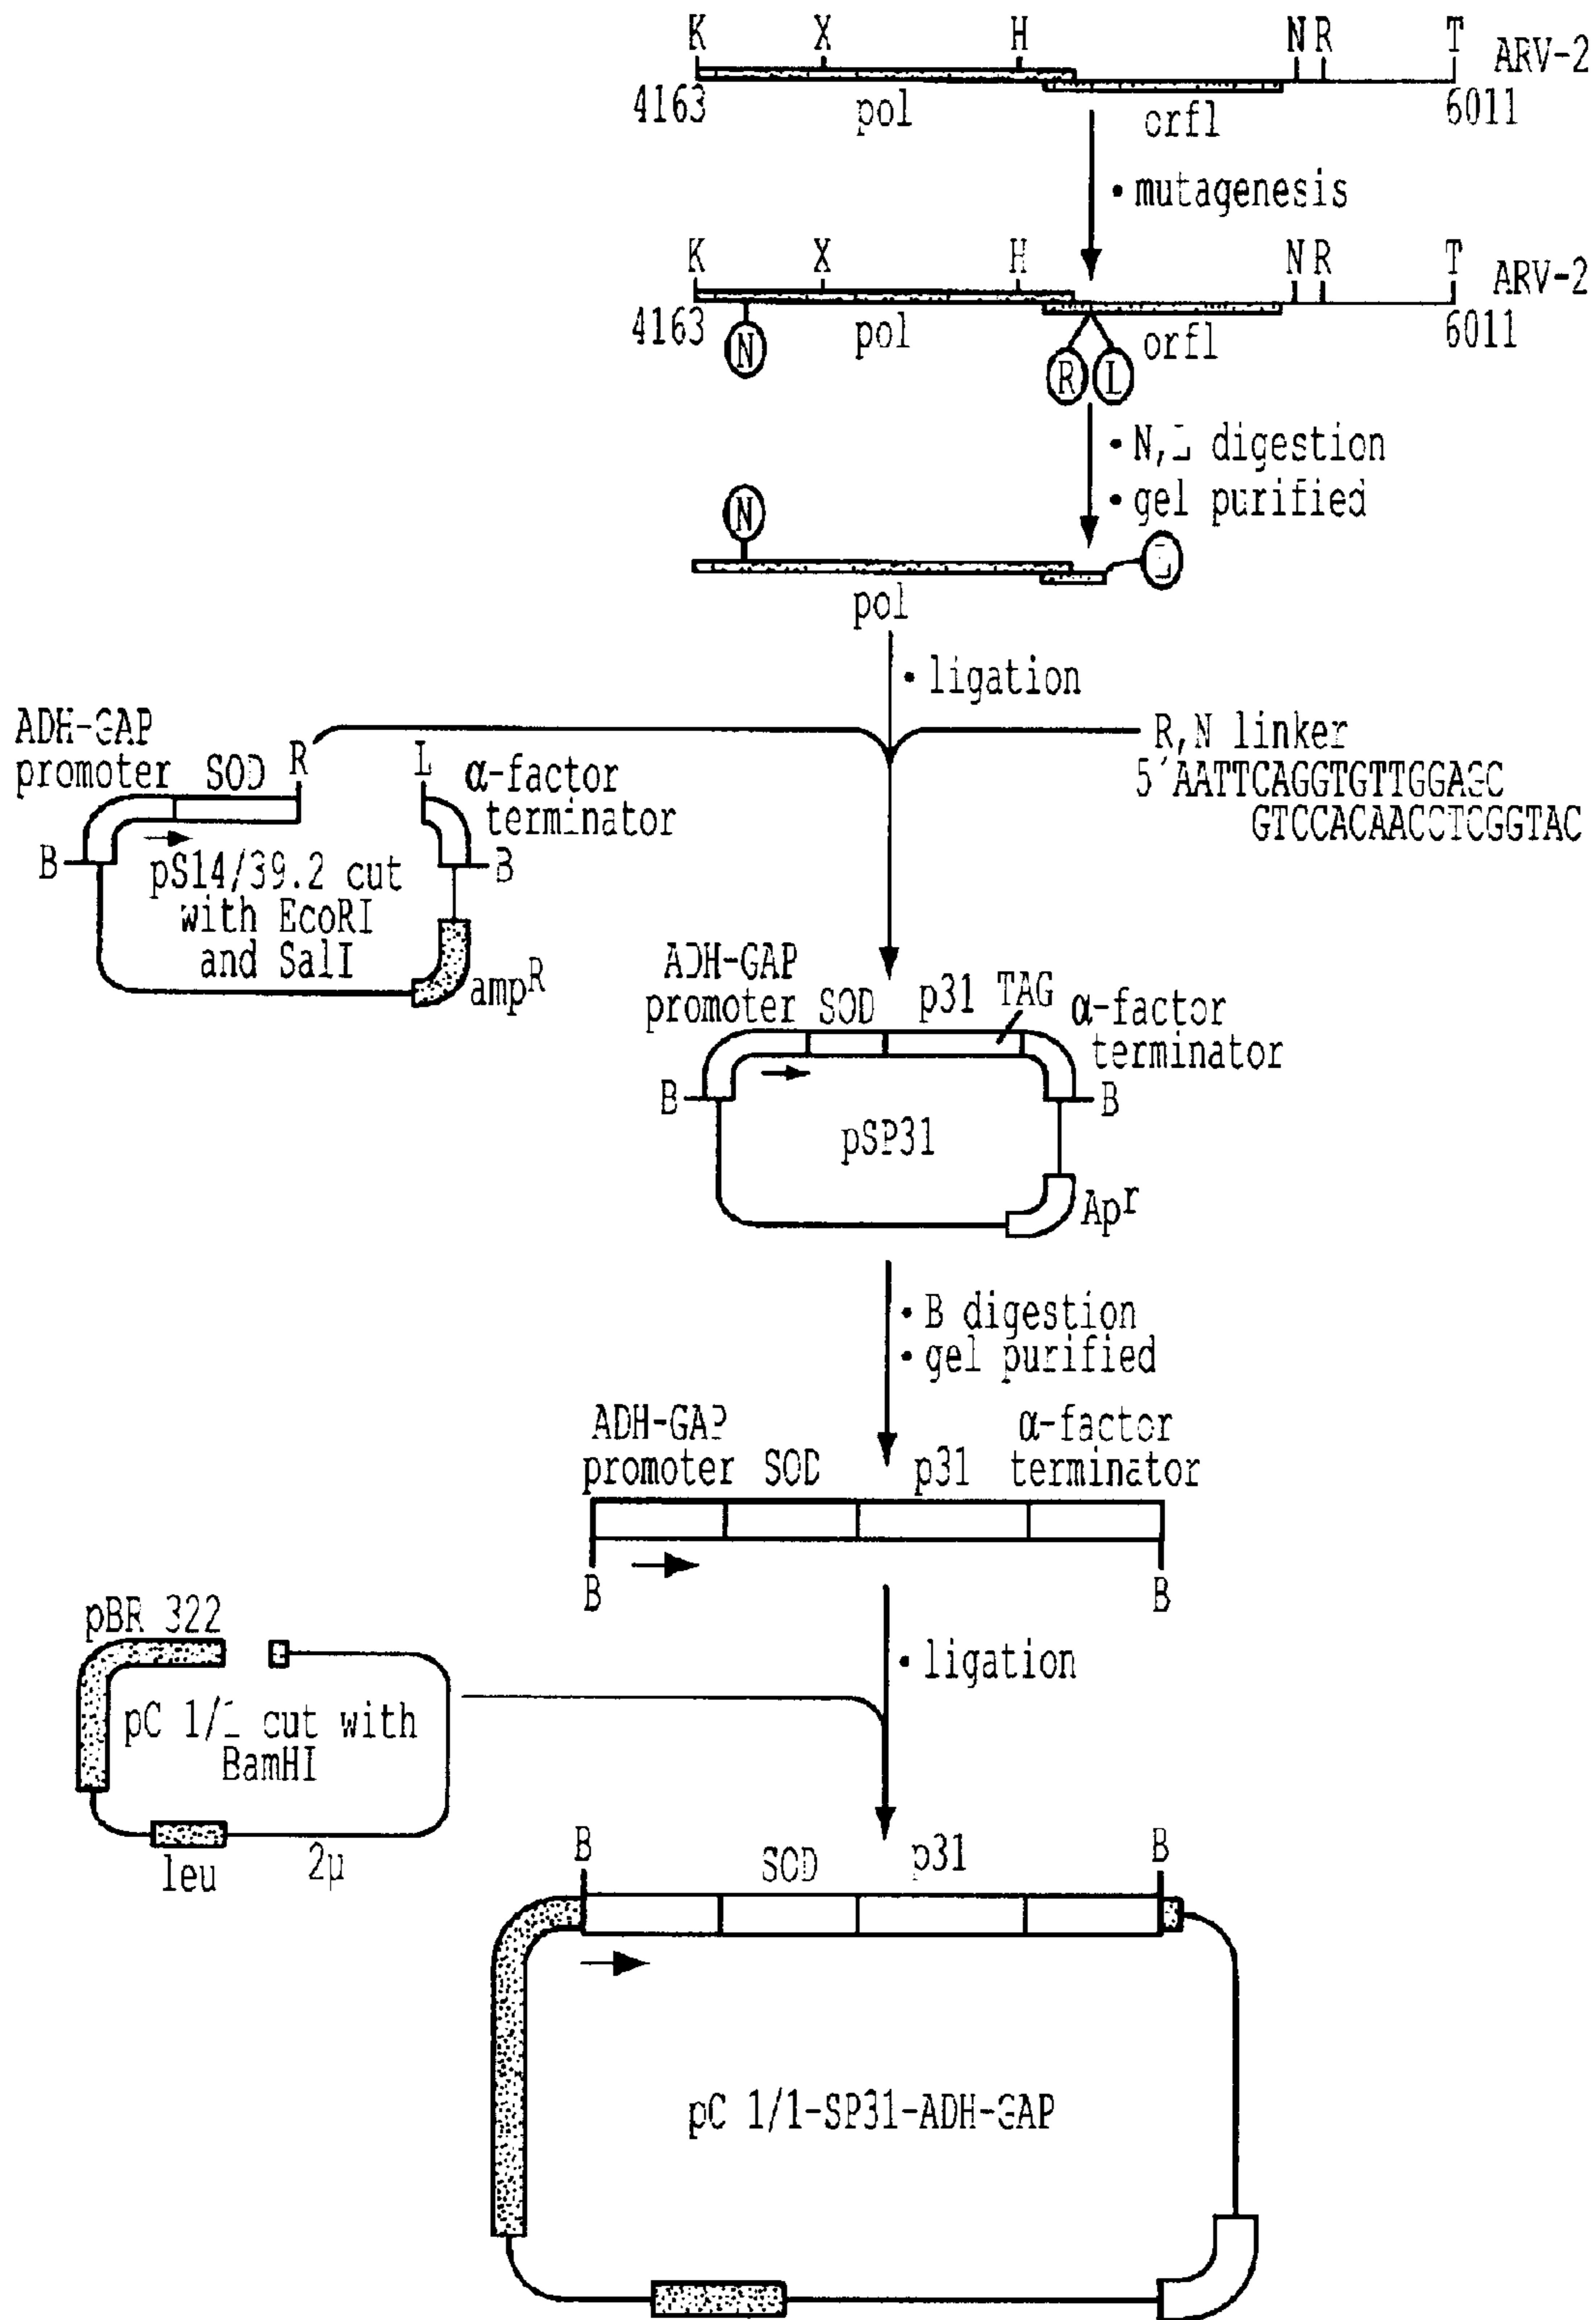 K X H N R T ARV-2
4163 pol orfl 6011
• mutagenesis
K X H N R T ARV-2
4163 pol orfl 6011
N R L
• N, digestion
• gel purified
N
pol
• ligation
ADH-GAP
promoter SOD R L α-factor
terminator
R,N linker
5´AATTCAGGTGTTGGAGC
GTCCACAACCTCGGTAC
B B
pS14/39.2 cut
with EcoRI
and SalI
ampR
ADH-GAP
promoter SOD p31 TAG α-factor
terminator
B B
pSP31
Apr
• B digestion
• gel purified
ADH-GAP
promoter SOD p31 α-factor
terminator
B B
pBR 322
• ligation
pC 1/1 cut with
BamHI
leu 2μ
B SOD p31 B
pC 1/1-SP31-ADH-GAP